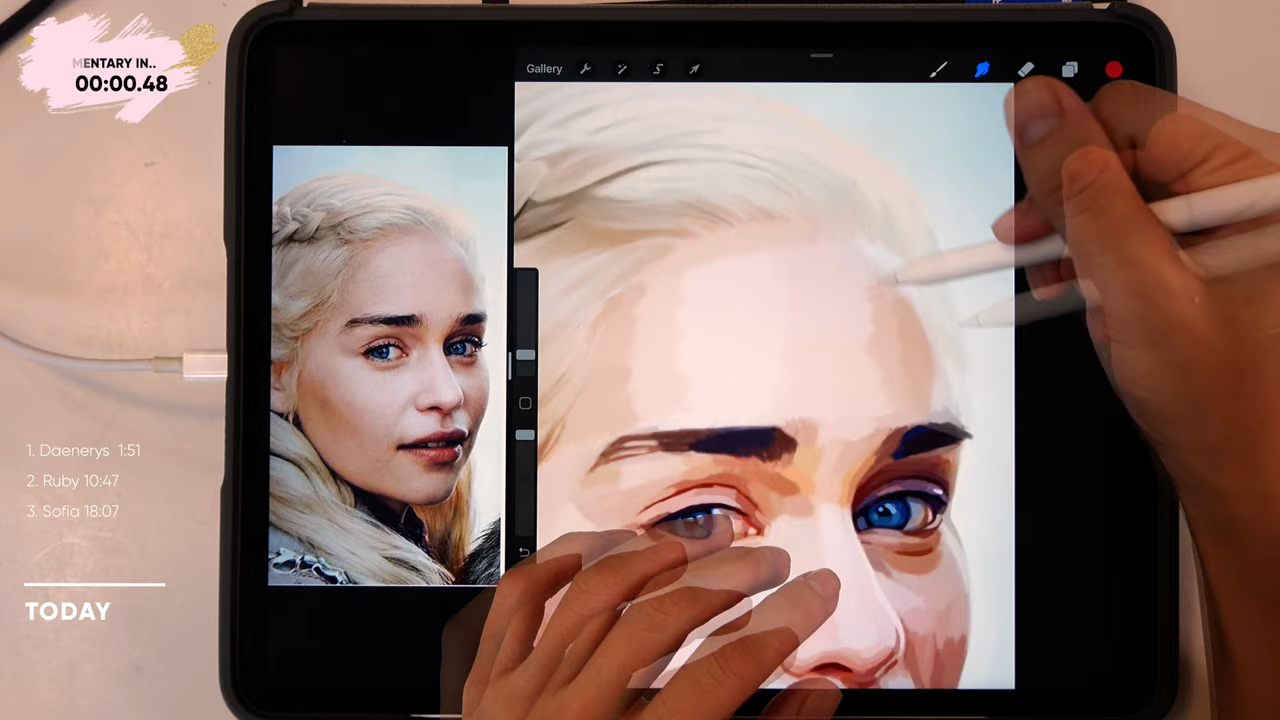 MENTARY IN..
00:00.48
Gallery
1. Daenerys 1:51
2. Ruby 10:47
3. Sofia 18:07
TODAY